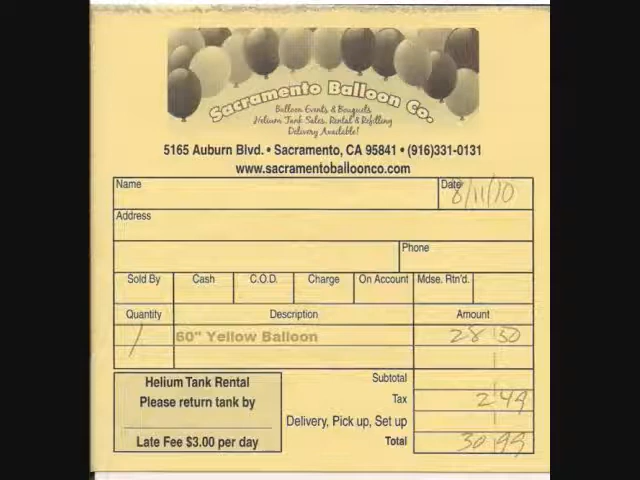 Sacramento Balloon Co.
Balloon Events & Bouquets
Helium Tank Sales, Rental & Refilling
Delivery Available!
5165 Auburn Blvd. • Sacramento, CA 95841 • (916)331-0131
www.sacramentoballoonco.com
Name Date 8/11/10
Address
Phone
Sold By Cash C.O.D. Charge On Account Mdse. Rtn'd.
Quantity Description Amount
1 60" Yellow Balloon 28 50
Helium Tank Rental Subtotal
Please return tank by Tax 2 49
Delivery, Pick up, Set up
Late Fee $3.00 per day Total 30 99